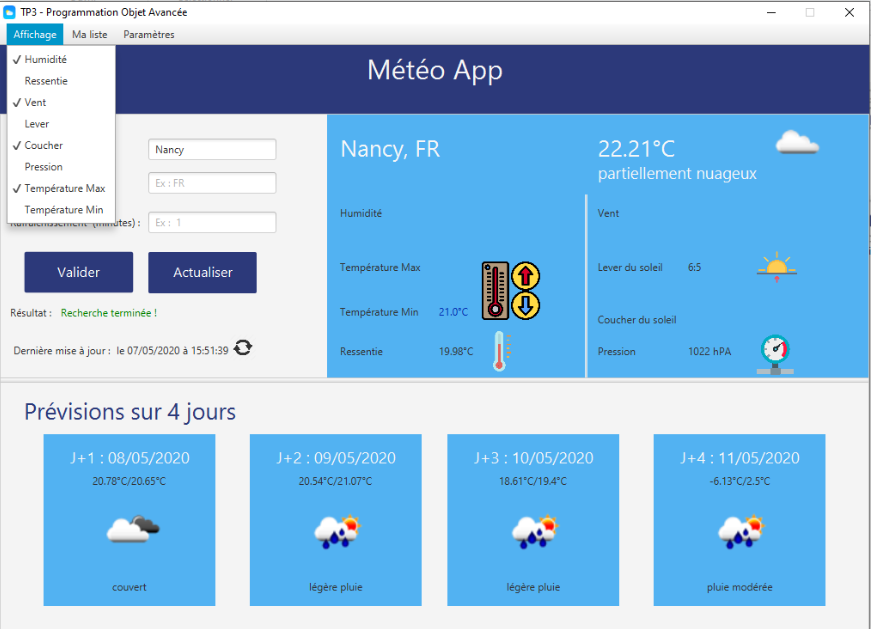 TP3 - Programmation Objet Avancée
Affichage Ma liste Paramètres
Humidité
Ressentie
Vent
Lever
Coucher
Pression
Température Max
Température Min
Météo App
Nancy
Ex : FR
Rafraichissement (minutes) : Ex : 1
Valider Actualiser
Résultat : Recherche terminée !
Dernière mise à jour : le 07/05/2020 à 15:51:39
Nancy, FR
22.21°C
partiellement nuageux
Humidité
Température Max
Température Min 21.0°C
Ressentie 19.98°C
Vent
Lever du soleil 6:5
Coucher du soleil
Pression 1022 hPA
Prévisions sur 4 jours
J+1 : 08/05/2020
20.78°C/20.65°C
couvert
J+2 : 09/05/2020
20.54°C/21.07°C
légère pluie
J+3 : 10/05/2020
18.61°C/19.4°C
légère pluie
J+4 : 11/05/2020
-6.13°C/2.5°C
pluie modérée